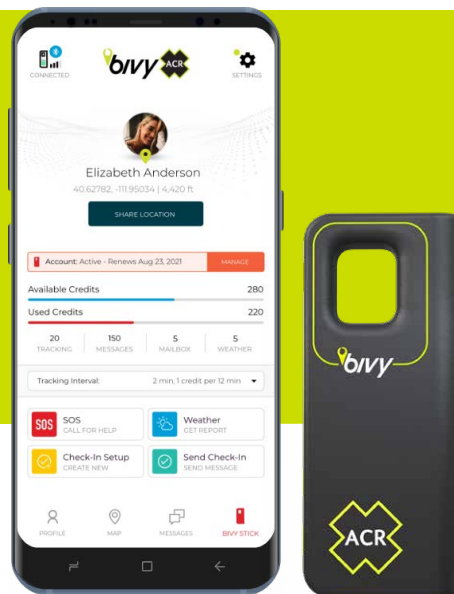 bivy ACR
CONNECTED
SETTINGS
Elizabeth Anderson
40.62782, -111.95034 | 4,420 ft
SHARE LOCATION
Account: Active - Renews Aug 23, 2021
MANAGE
Available Credits 280
Used Credits 220
20 150 5 5
TRACKING MESSAGES MAILBOX WEATHER
Tracking Interval: 2 min, 1 credit per 12 min
SOS SOS
CALL FOR HELP
Weather
GET REPORT
Check-In Setup
CREATE NEW
Send Check-In
SEND MESSAGE
PROFILE MAP MESSAGES BIVY STICK
bivy
ACR